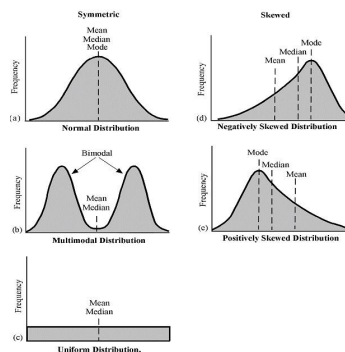 Symmetric
Mean
Median
Mode
Frequency
(a)
Normal Distribution
Bimodal
Mean
Median
Frequency
(b)
Multimodal Distribution
Mean
Median
Frequency
(c)
Uniform Distribution.
Skewed
Mode
Median
Mean
Frequency
(d)
Negatively Skewed Distribution
Mode
Median
Mean
Frequency
(e)
Positively Skewed Distribution